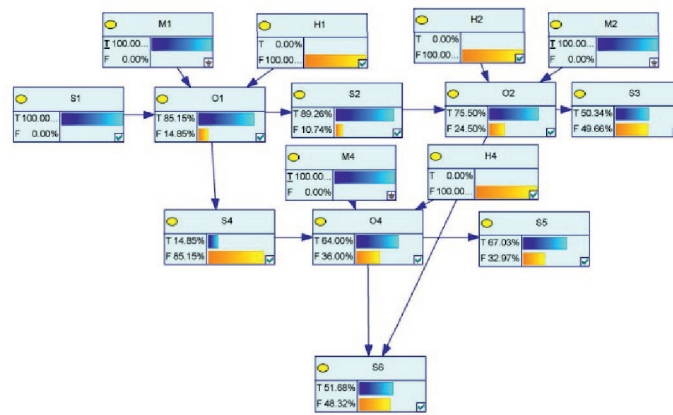 M1
T 100.00...
F 0.00%
H1
T 0.00%
F 100.00...
H2
T 0.00%
F 100.00...
M2
T 100.00...
F 0.00%
S1
T 100.00...
F 0.00%
O1
T 85.15%
F 14.85%
S2
T 89.26%
F 10.74%
O2
T 75.50%
F 24.50%
S3
T 50.34%
F 49.66%
M4
T 100.00...
F 0.00%
H4
T 0.00%
F 100.00...
S4
T 14.85%
F 85.15%
O4
T 64.00%
F 36.00%
S5
T 67.03%
F 32.97%
S6
T 51.68%
F 48.32%